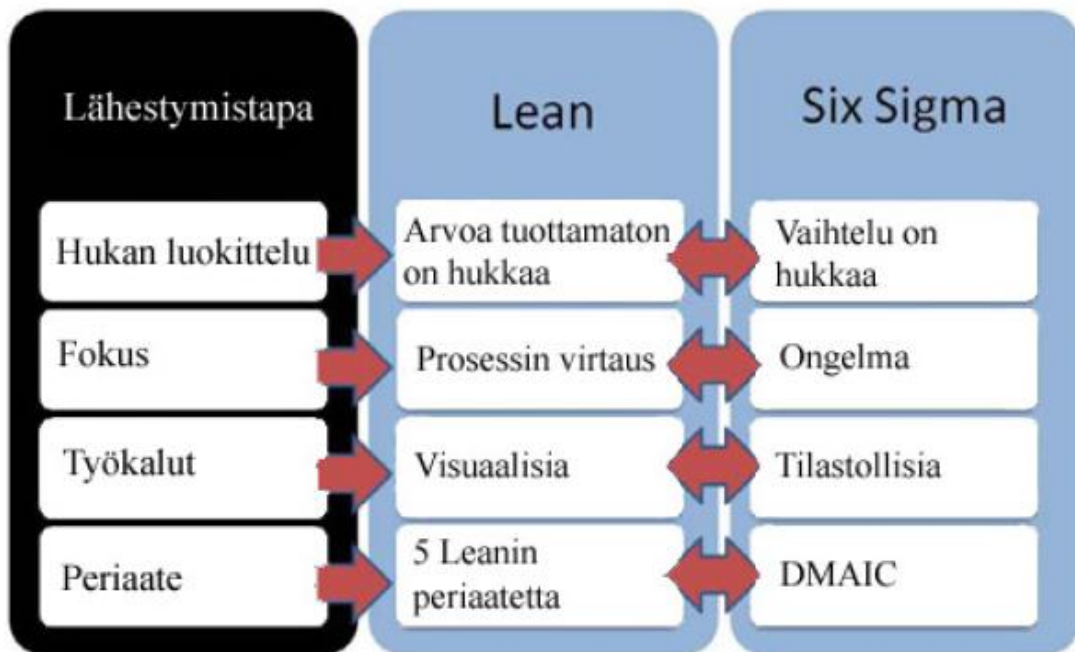 Lähestymistapa
Lean
Six Sigma
Hukan luokittelu
Arvoa tuottamaton
on hukkaa
Vaihtelu on
hukkaa
Fokus
Prosessin virtaus
Ongelma
Työkalut
Visuaalisia
Tilastollisia
Periaate
5 Leanin
periaatetta
DMAIC